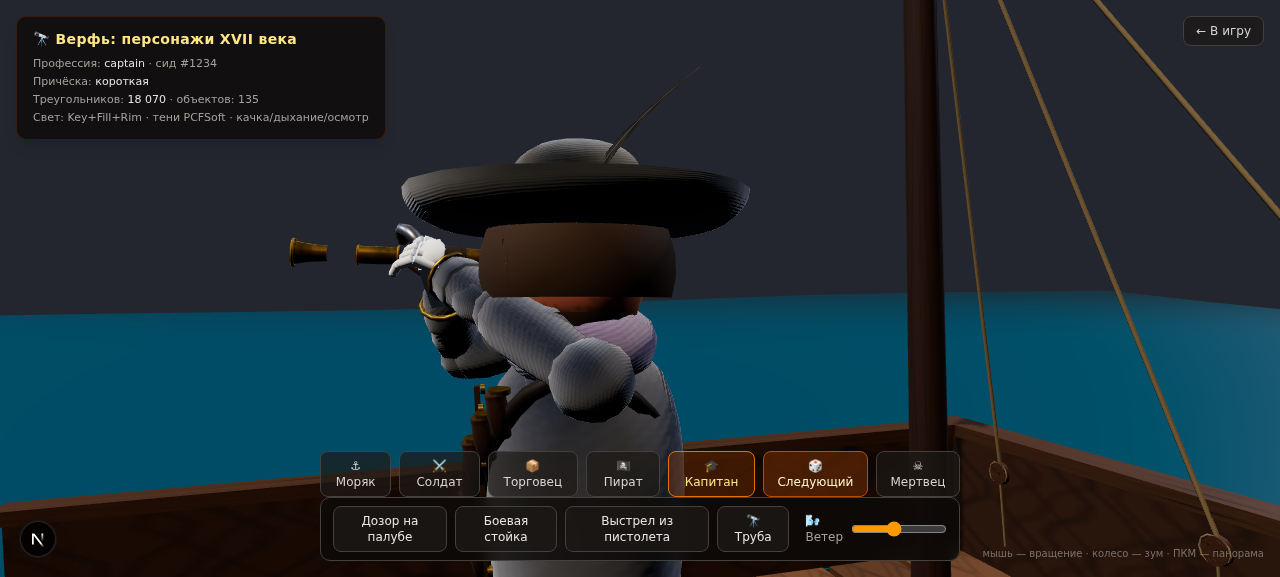 🔭 Верфь: персонажи XVII века
Профессия: captain · сид #1234
Причёска: короткая
Треугольников: 18 070 · объектов: 135
Свет: Key+Fill+Rim · тени PCFSoft · качка/дыхание/осмотр
← В игру
⚓ Моряк
⚔️ Солдат
📦 Торговец
🏴‍☠️ Пират
🎓 Капитан
🎲 Следующий
☠ Мертвец
Дозор на
палубе
Боевая
стойка
Выстрел из
пистолета
🔭 Труба
🌬️ Ветер
N
мышь — вращение · колесо — зум · ПКМ — панорама